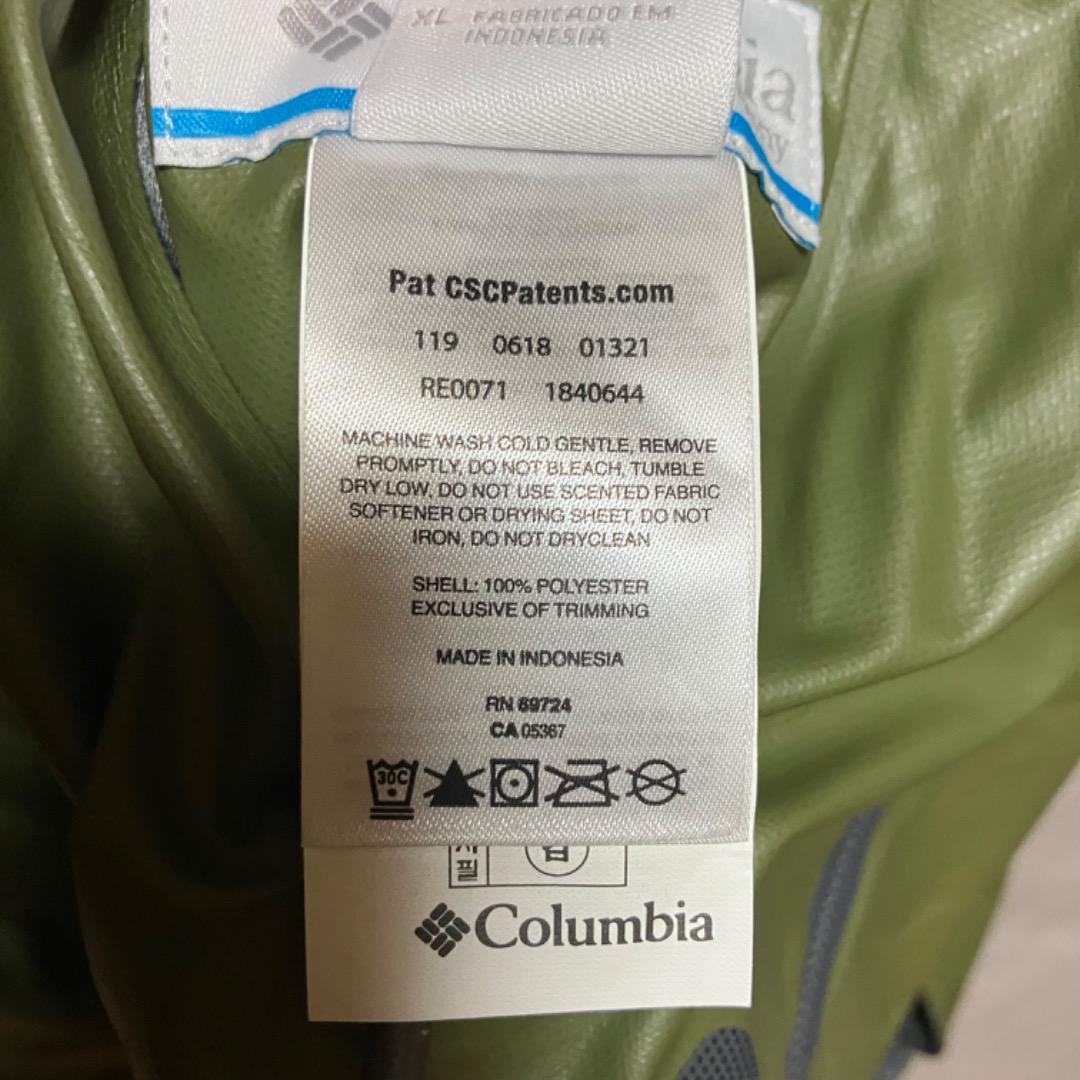 XL FABRICADO EM
INDONESIA
ia
Pat CSCPatents.com
119 0618 01321
RE0071 1840644
MACHINE WASH COLD GENTLE, REMOVE
PROMPTLY, DO NOT BLEACH, TUMBLE
DRY LOW, DO NOT USE SCENTED FABRIC
SOFTENER OR DRYING SHEET, DO NOT
IRON, DO NOT DRYCLEAN
SHELL: 100% POLYESTER
EXCLUSIVE OF TRIMMING
MADE IN INDONESIA
RN 69724
CA 05367
30C
필
Columbia